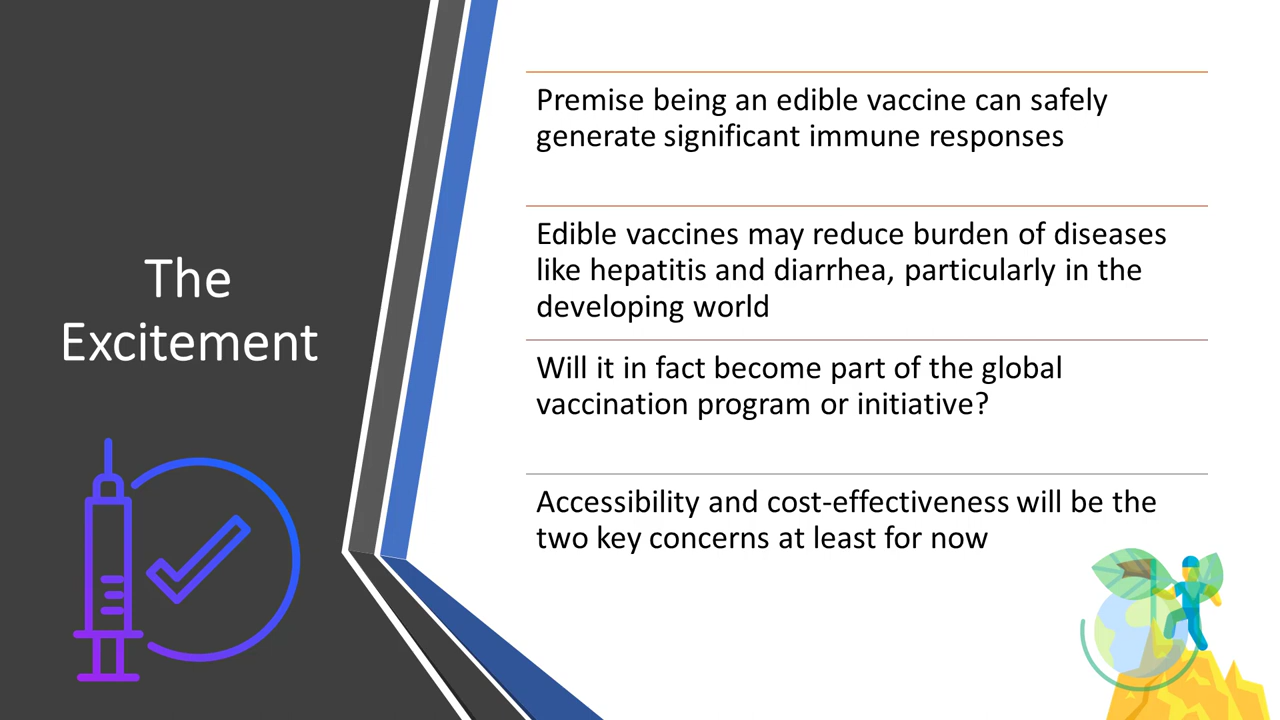 The
Excitement
Premise being an edible vaccine can safely
generate significant immune responses
Edible vaccines may reduce burden of diseases
like hepatitis and diarrhea, particularly in the
developing world
Will it in fact become part of the global
vaccination program or initiative?
Accessibility and cost-effectiveness will be the
two key concerns at least for now